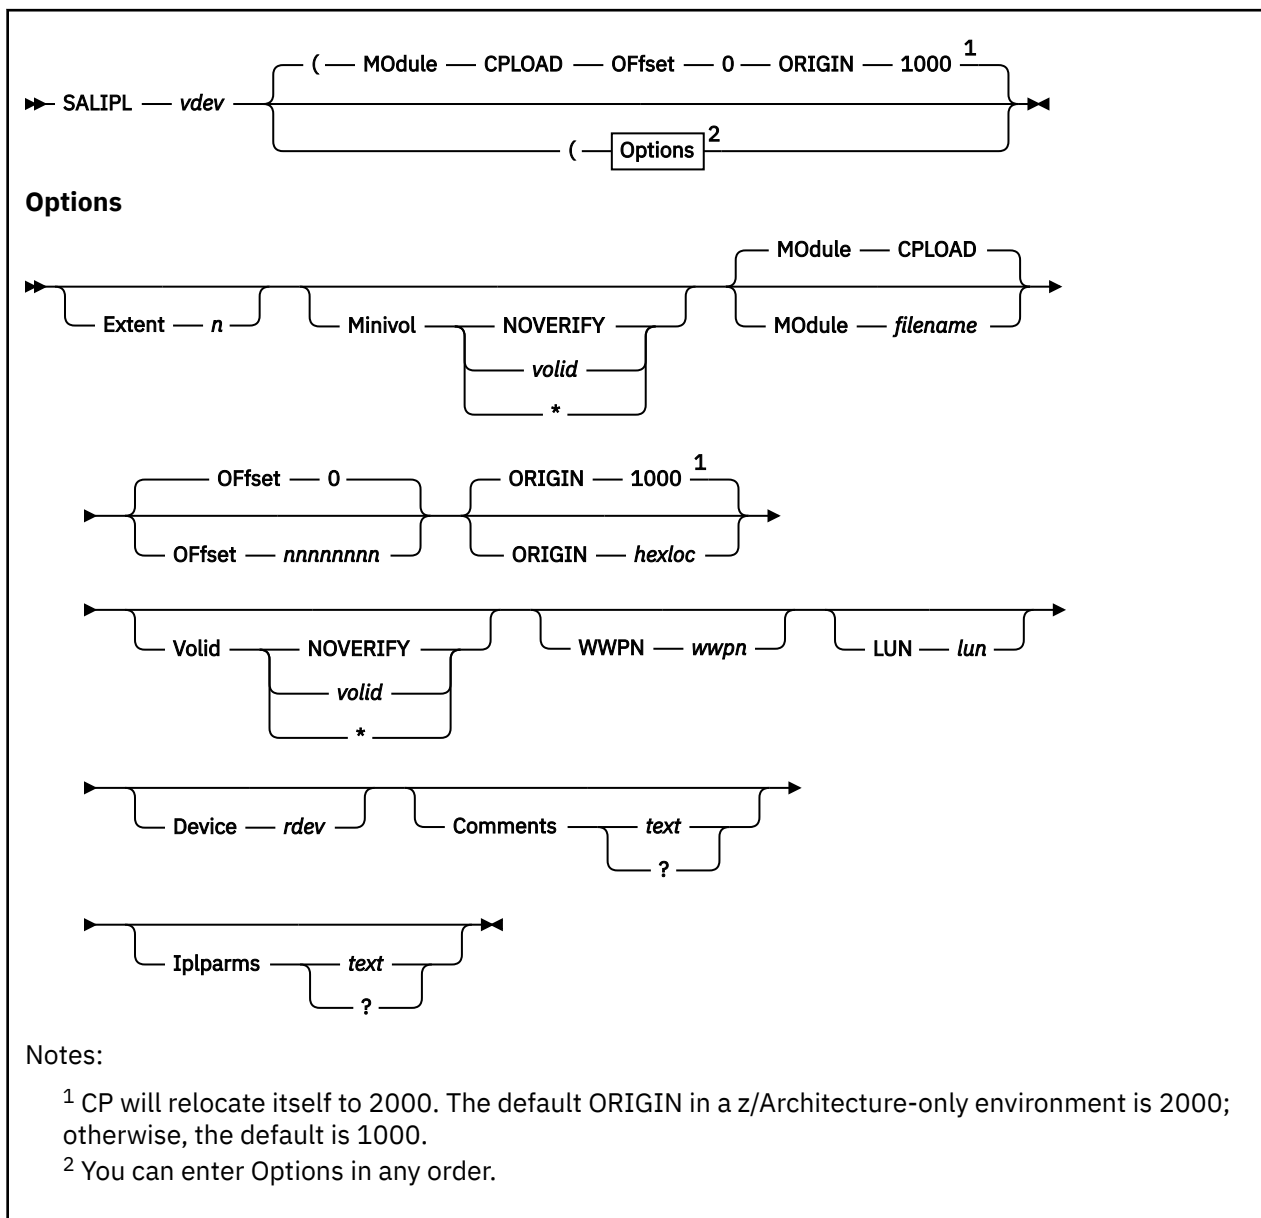 ( MOdule CPLOAD OFfset 0 ORIGIN 1000 1
SALIPL vdev
( Options 2
Options
MOdule CPLOAD
Extent n Minivol NOVERIFY MOdule filename
volid
*
OFfset 0 ORIGIN 1000 1
OFfset nnnnnnnn ORIGIN hexloc
Volid NOVERIFY WWPN wwpn LUN lun
volid
*
Device rdev Comments text
?
Iplparms text
?
Notes:
1 CP will relocate itself to 2000. The default ORIGIN in a z/Architecture-only environment is 2000;
otherwise, the default is 1000.
2 You can enter Options in any order.